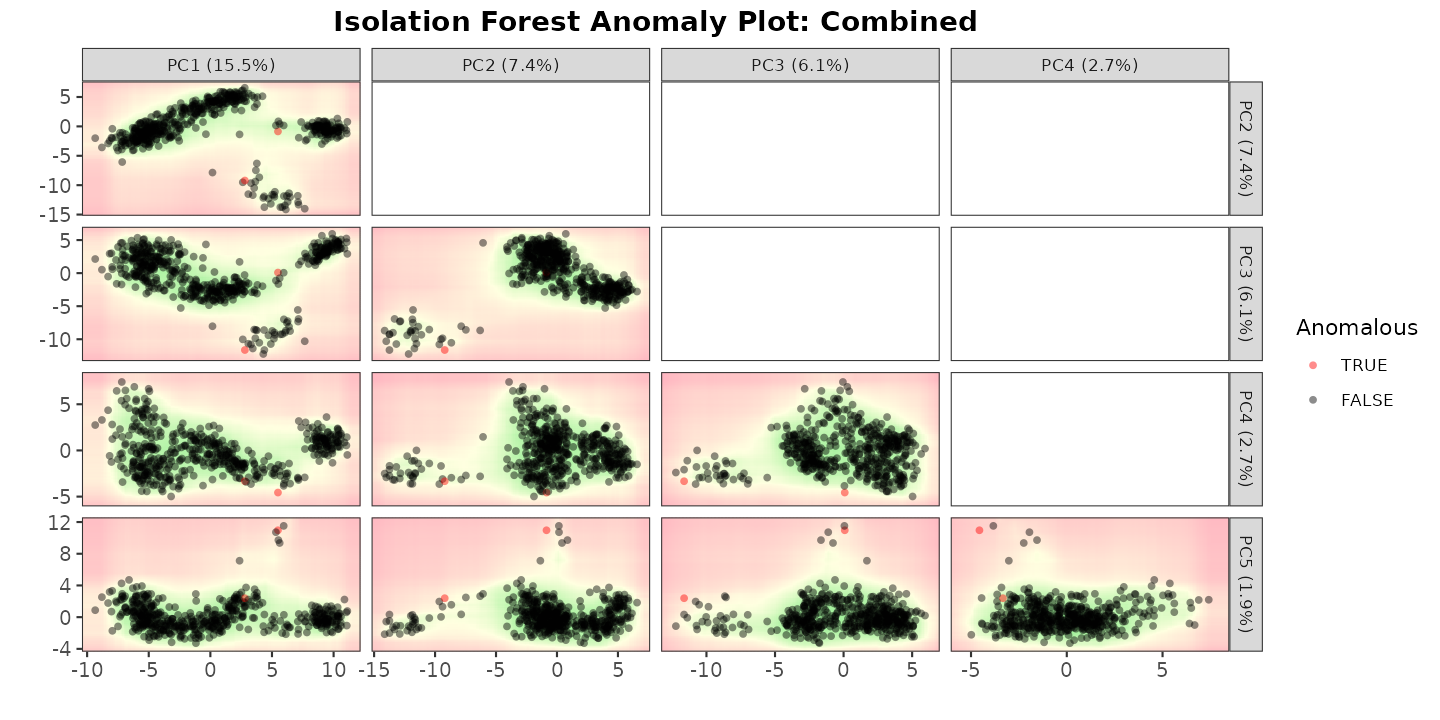 Isolation Forest Anomaly Plot: Combined
PC1 (15.5%) PC2 (7.4%) PC3 (6.1%) PC4 (2.7%)
5
0
-5
-10
-15
PC2 (7.4%)
5
0
-5
-10
PC3 (6.1%)
5
0
-5
PC4 (2.7%)
12
8
4
0
-4
PC5 (1.9%)
-10 -5 0 5 10 -15 -10 -5 0 5 -10 -5 0 5 -5 0 5
Anomalous
TRUE
FALSE